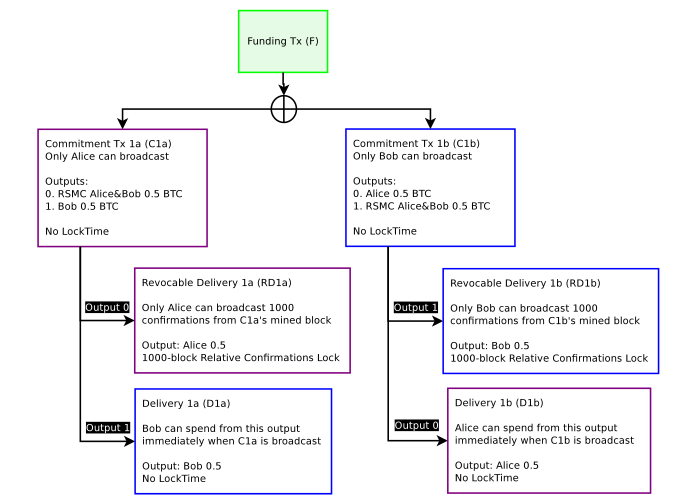 Funding Tx (F)
Commitment Tx 1a (C1a)
Only Alice can broadcast
Outputs:
0. RSMC Alice&Bob 0.5 BTC
1. Bob 0.5 BTC
No LockTime
Commitment Tx 1b (C1b)
Only Bob can broadcast
Outputs:
0. Alice 0.5 BTC
1. RSMC Alice&Bob 0.5 BTC
No LockTime
Output 0
Revocable Delivery 1a (RD1a)
Only Alice can broadcast 1000
confirmations from C1a's mined block
Output: Alice 0.5
1000-block Relative Confirmations Lock
Output 1
Revocable Delivery 1b (RD1b)
Only Bob can broadcast 1000
confirmations from C1b's mined block
Output: Bob 0.5
1000-block Relative Confirmations Lock
Output 1
Delivery 1a (D1a)
Bob can spend from this output
immediately when C1a is broadcast
Output: Bob 0.5
No LockTime
Output 0
Delivery 1b (D1b)
Alice can spend from this output
immediately when C1b is broadcast
Output: Alice 0.5
No LockTime